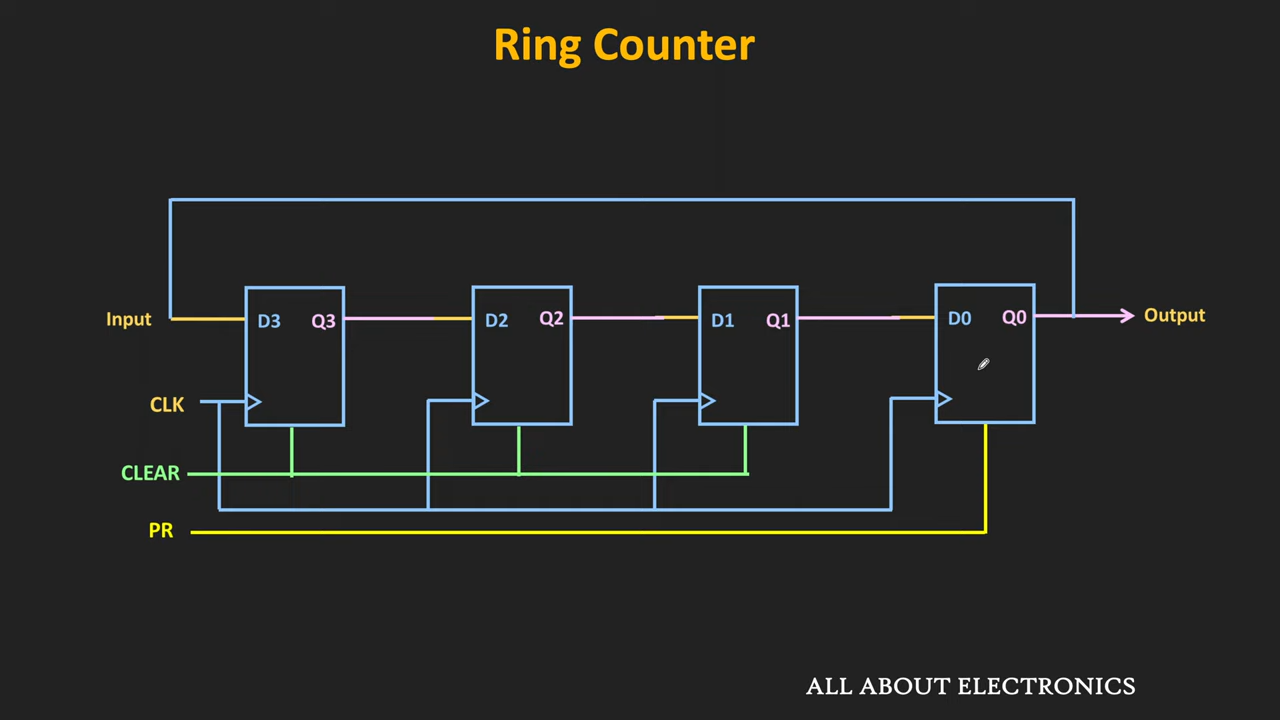 Ring Counter
Input
D3
Q3
D2
Q2
D1
Q1
D0
Q0
Output
CLK
CLEAR
PR
ALL ABOUT ELECTRONICS